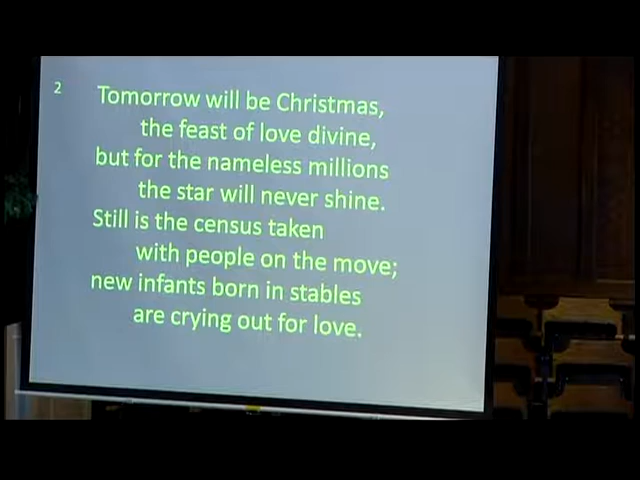 2
Tomorrow will be Christmas,
the feast of love divine,
but for the nameless millions
the star will never shine.
Still is the census taken
with people on the move;
new infants born in stables
are crying out for love.